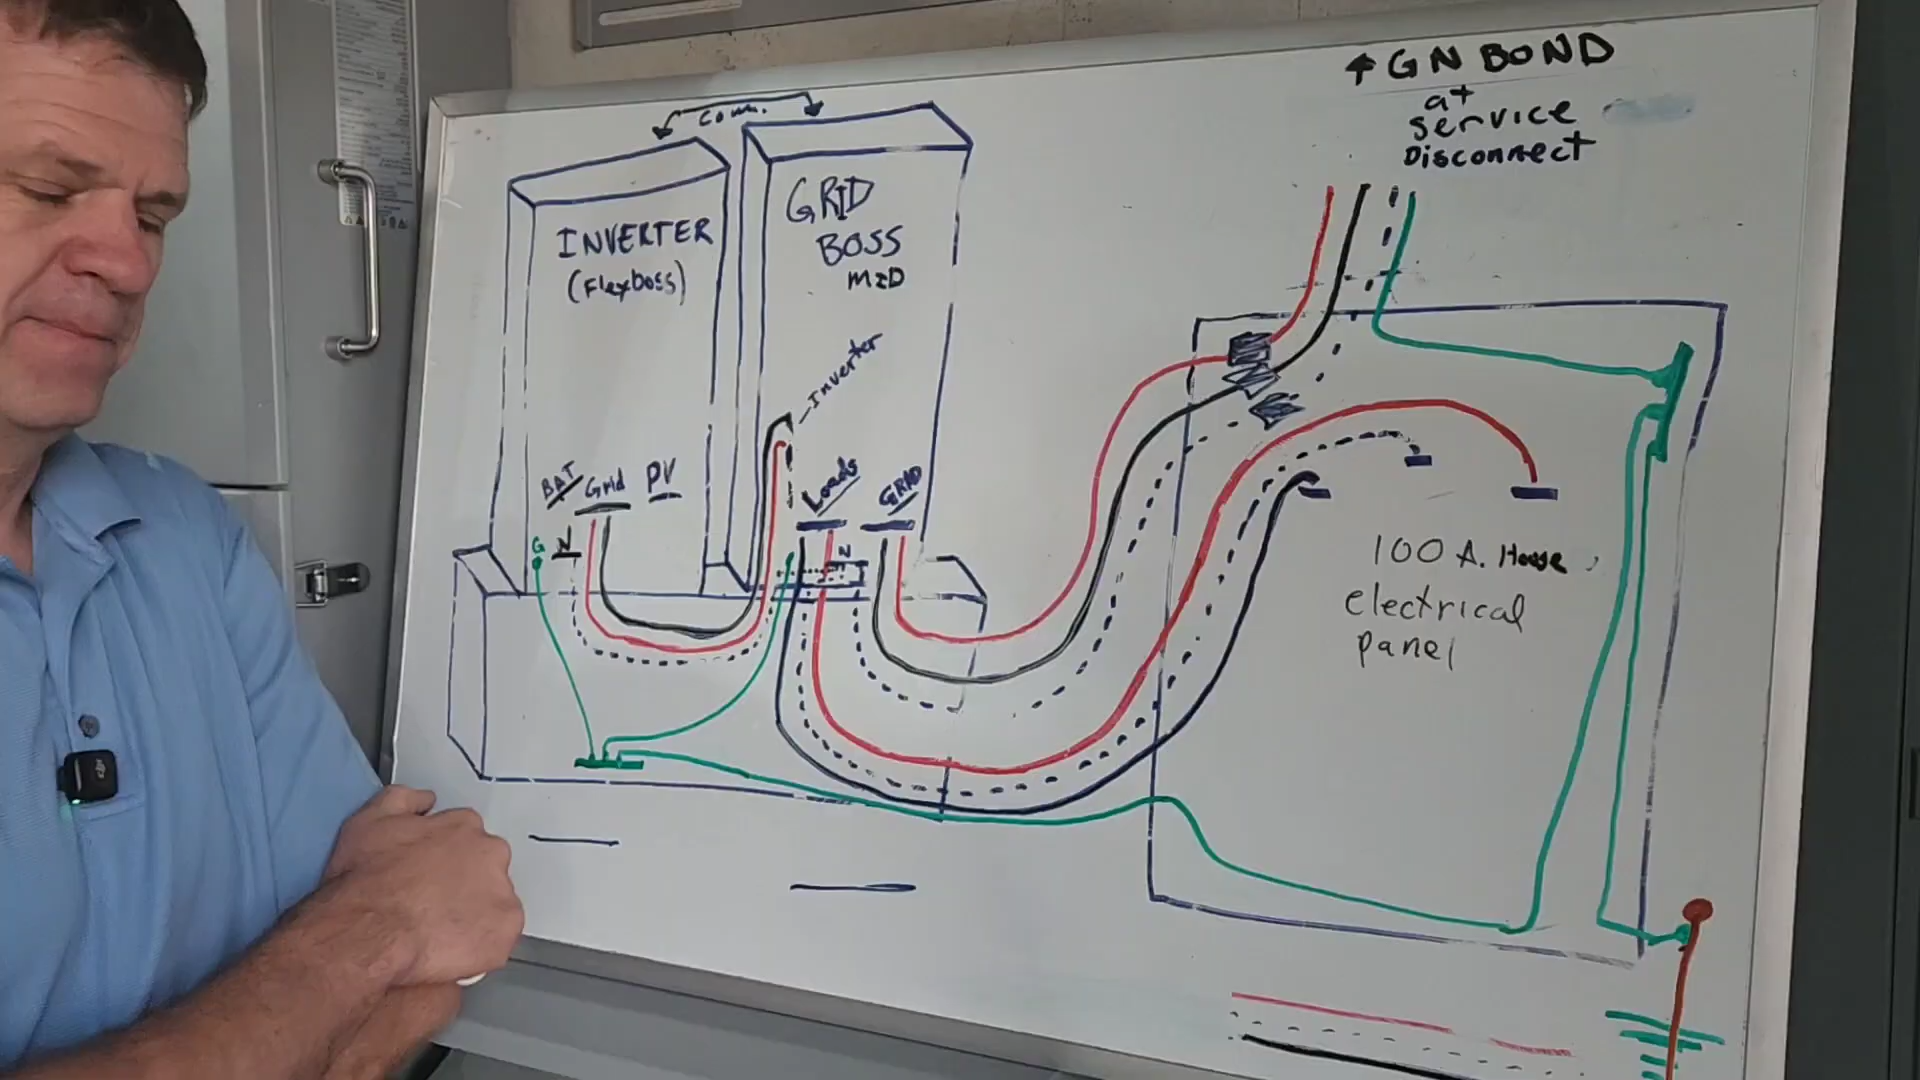 ↑ G N BOND
at
service
Disconnect
com.
INVERTER
(Flexboss)
GRID
BOSS
MID
Inverter
BAT
Grid
PV
Loads
GRID
G
N
N
100 A. House
electrical
panel